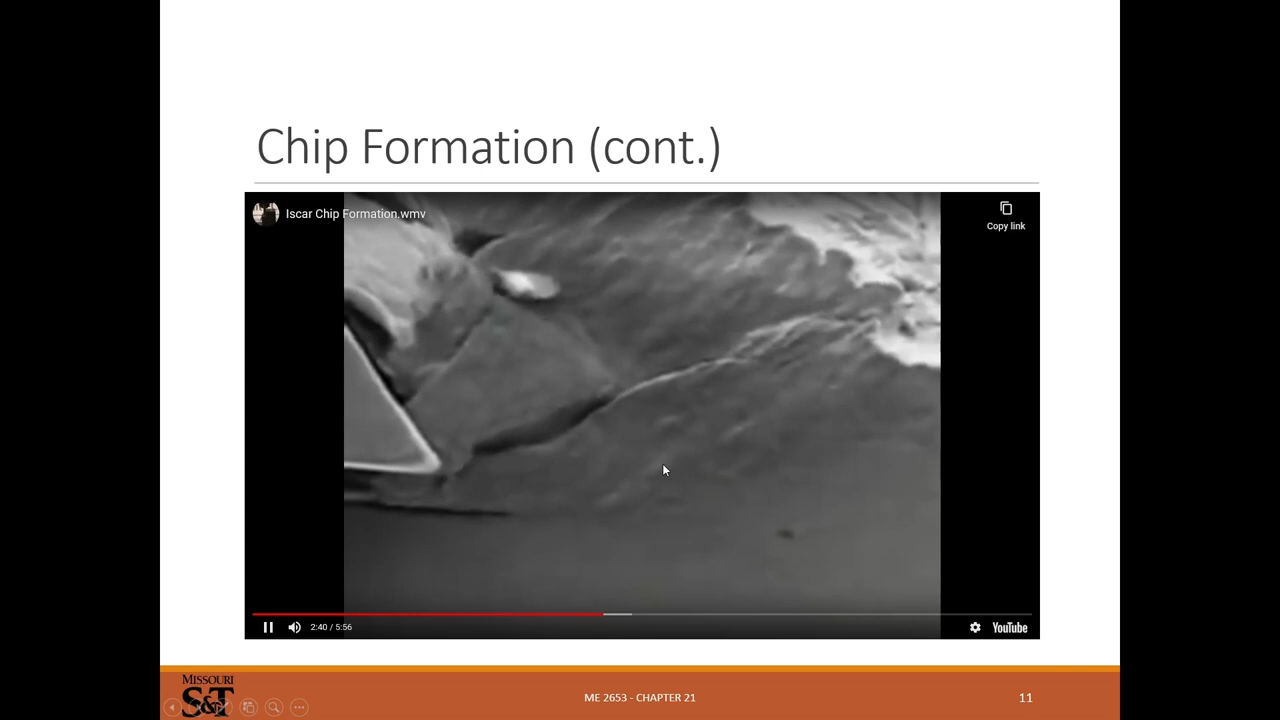 Chip Formation (cont.)
Iscar Chip Formation.wmv
Copy link
2:40 / 5:56
YouTube
MISSOURI
S&T
ME 2653 - CHAPTER 21
11